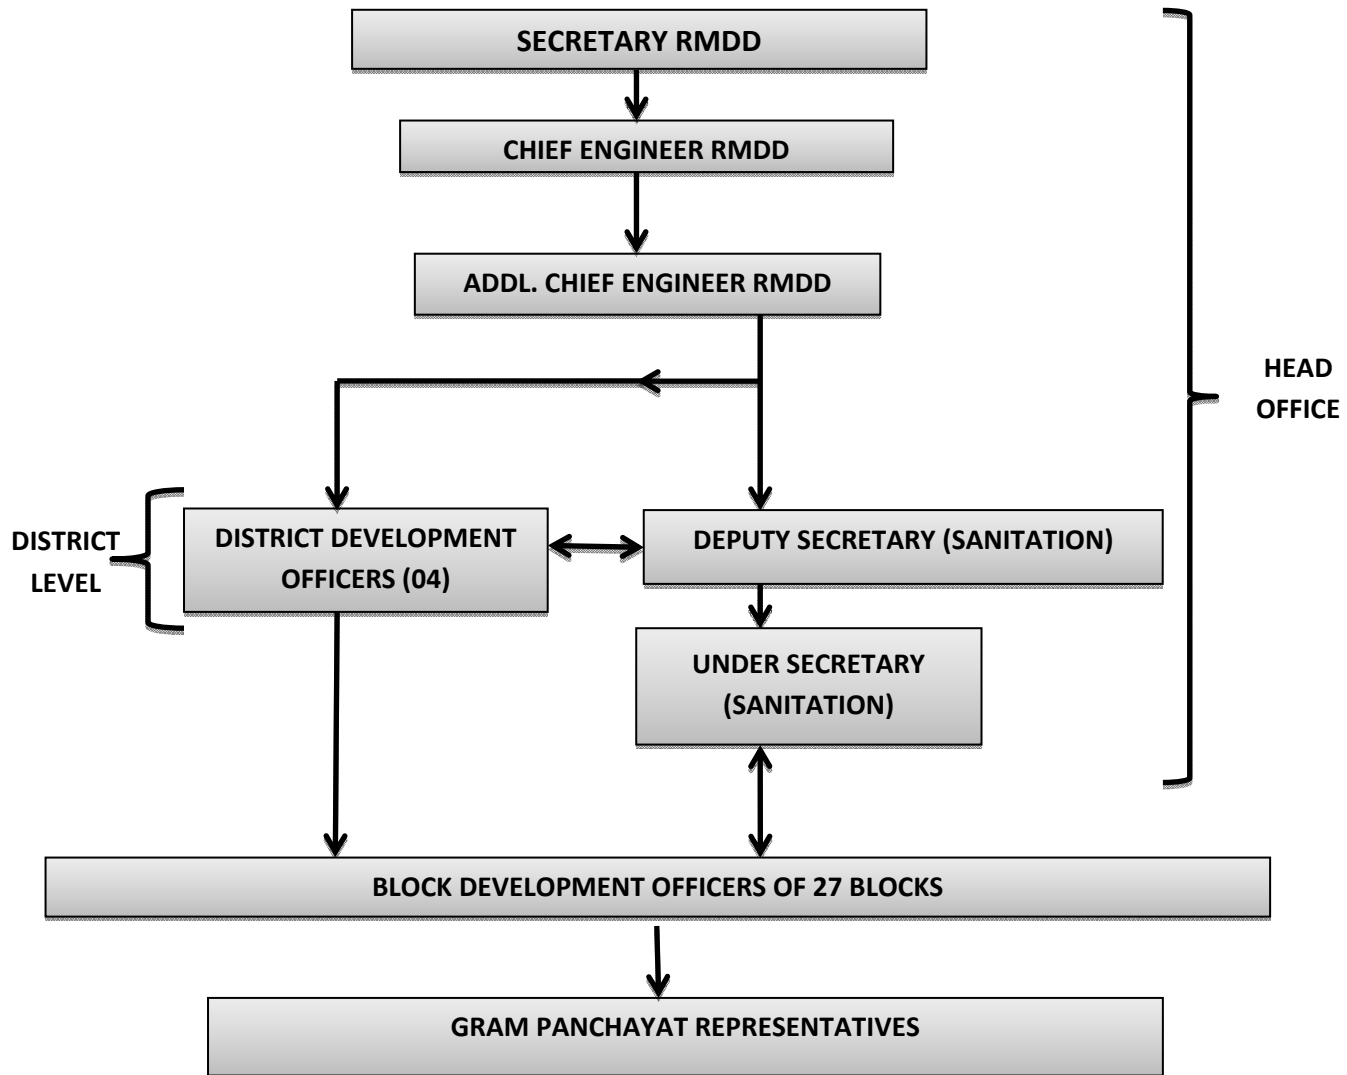 SECRETARY RMDD
CHIEF ENGINEER RMDD
ADDL. CHIEF ENGINEER RMDD
HEAD
OFFICE
DISTRICT
LEVEL
DISTRICT DEVELOPMENT
OFFICERS (04)
DEPUTY SECRETARY (SANITATION)
UNDER SECRETARY
(SANITATION)
BLOCK DEVELOPMENT OFFICERS OF 27 BLOCKS
GRAM PANCHAYAT REPRESENTATIVES